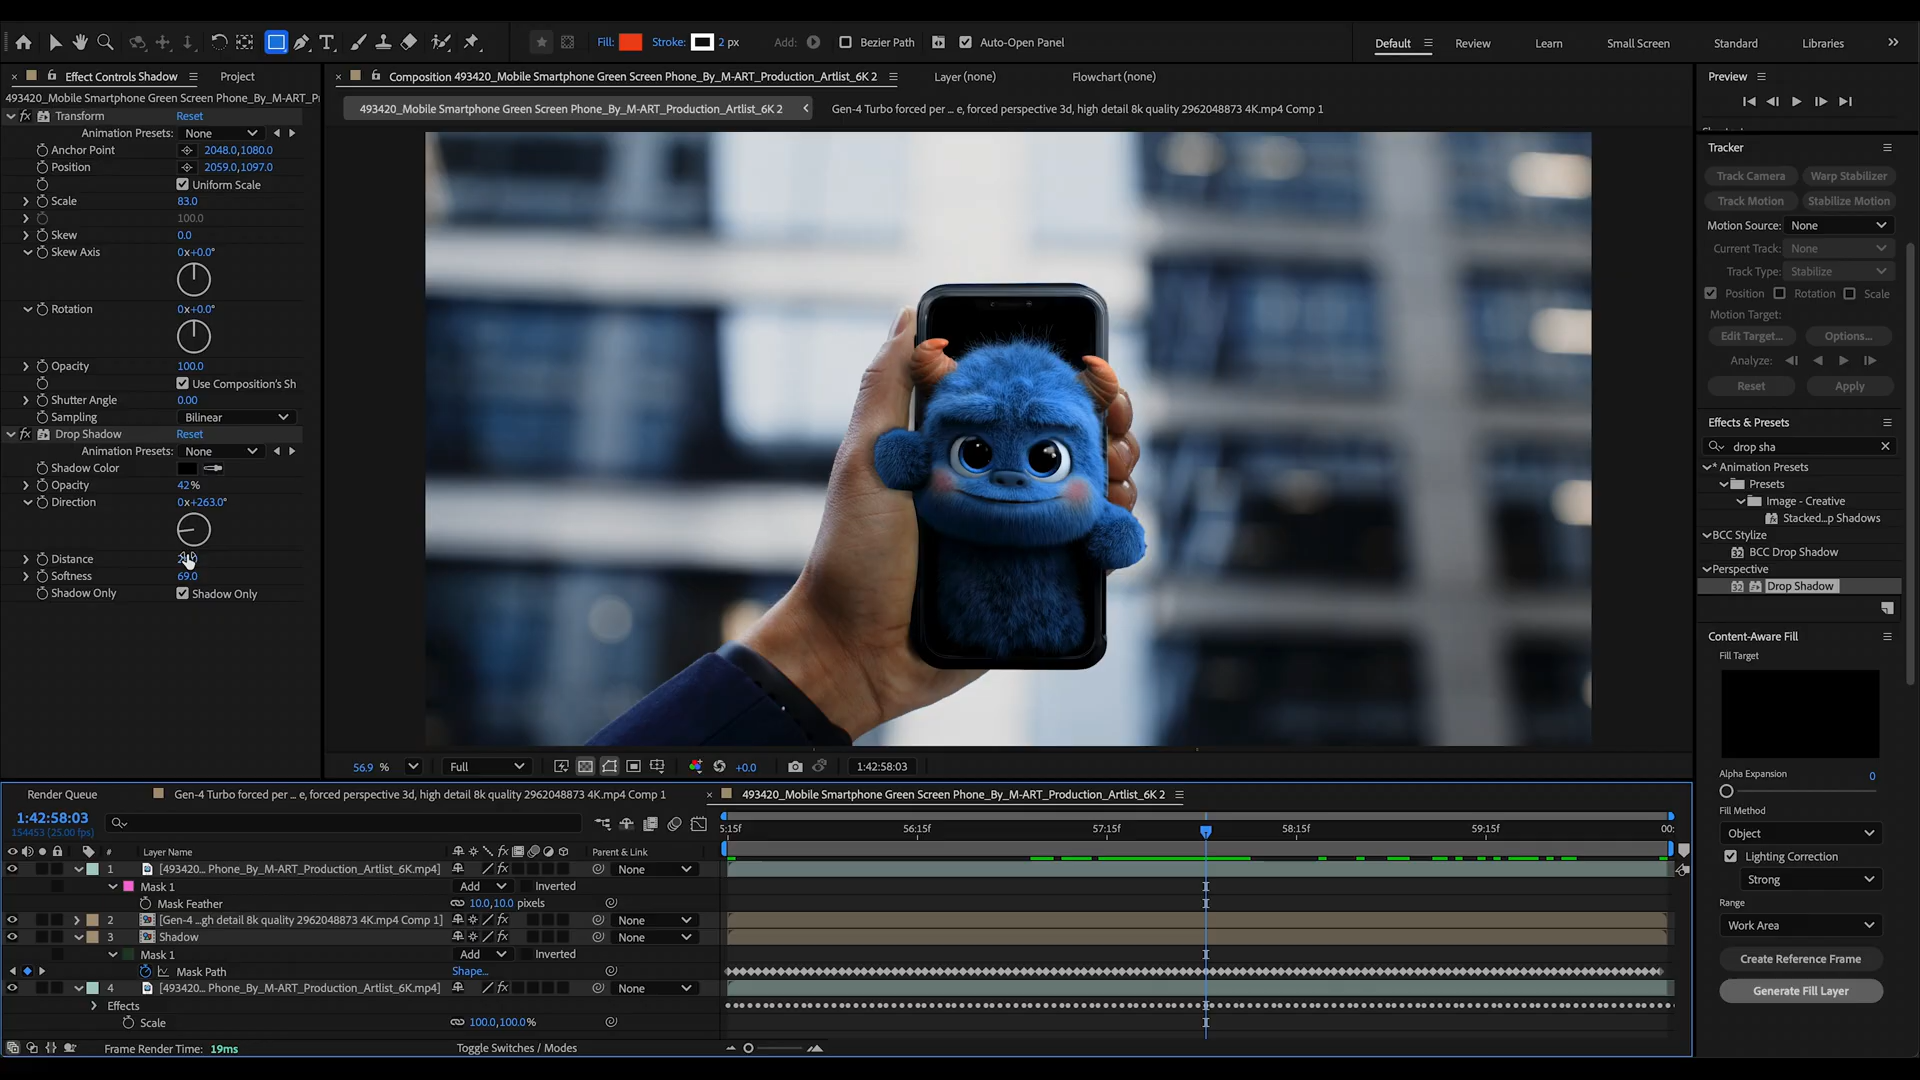 Fill:
Stroke:
2 px
Add:
Bezier Path
Auto-Open Panel
Default
Review
Learn
Small Screen
Standard
Libraries
Effect Controls Shadow
Project
493420_Mobile Smartphone Green Screen Phone_By_M-ART_P
Transform
Reset
Animation Presets:
None
Anchor Point
2048.0,1080.0
Position
2059.0,1097.0
Uniform Scale
Scale
83.0
100.0
Skew
0.0
Skew Axis
0x+0.0°
Rotation
0x+0.0°
Opacity
100.0
Use Composition's Sh
Shutter Angle
0.00
Sampling
Bilinear
Drop Shadow
Reset
Animation Presets:
None
Shadow Color
Opacity
42%
Direction
0x+263.0°
Distance
Softness
69.0
Shadow Only
Shadow Only
Composition 493420_Mobile Smartphone Green Screen Phone_By_M-ART_Production_Artlist_6K 2
Layer (none)
Flowchart (none)
493420_Mobile Smartphone Green Screen Phone_By_M-ART_Production_Artlist_6K 2
Gen-4 Turbo forced per ... e, forced perspective 3d, high detail 8k quality 2962048873 4K.mp4 Comp 1
56.9 %
Full
+0.0
1:42:58:03
Preview
Tracker
Track Camera
Warp Stabilizer
Track Motion
Stabilize Motion
Motion Source:
None
Current Track:
None
Track Type:
Stabilize
Position
Rotation
Scale
Motion Target:
Edit Target...
Options...
Analyze:
Reset
Apply
Effects & Presets
drop sha
* Animation Presets
Presets
Image - Creative
Stacked...p Shadows
BCC Stylize
BCC Drop Shadow
Perspective
Drop Shadow
Content-Aware Fill
Fill Target
Alpha Expansion
0
Fill Method
Object
Lighting Correction
Strong
Range
Work Area
Create Reference Frame
Generate Fill Layer
Render Queue
Gen-4 Turbo forced per ... e, forced perspective 3d, high detail 8k quality 2962048873 4K.mp4 Comp 1
493420_Mobile Smartphone Green Screen Phone_By_M-ART_Production_Artlist_6K 2
1:42:58:03
154453 (25.00 fps)
5:15f
56:15f
57:15f
58:15f
59:15f
00:
#
Layer Name
Parent & Link
1
[493420... Phone_By_M-ART_Production_Artlist_6K.mp4]
None
Mask 1
Add
Inverted
Mask Feather
10.0,10.0 pixels
2
[Gen-4 ...gh detail 8k quality 2962048873 4K.mp4 Comp 1]
None
3
Shadow
None
Mask 1
Add
Inverted
Mask Path
Shape...
4
[493420... Phone_By_M-ART_Production_Artlist_6K.mp4]
None
Effects
Scale
100.0,100.0%
Frame Render Time: 19ms
Toggle Switches / Modes